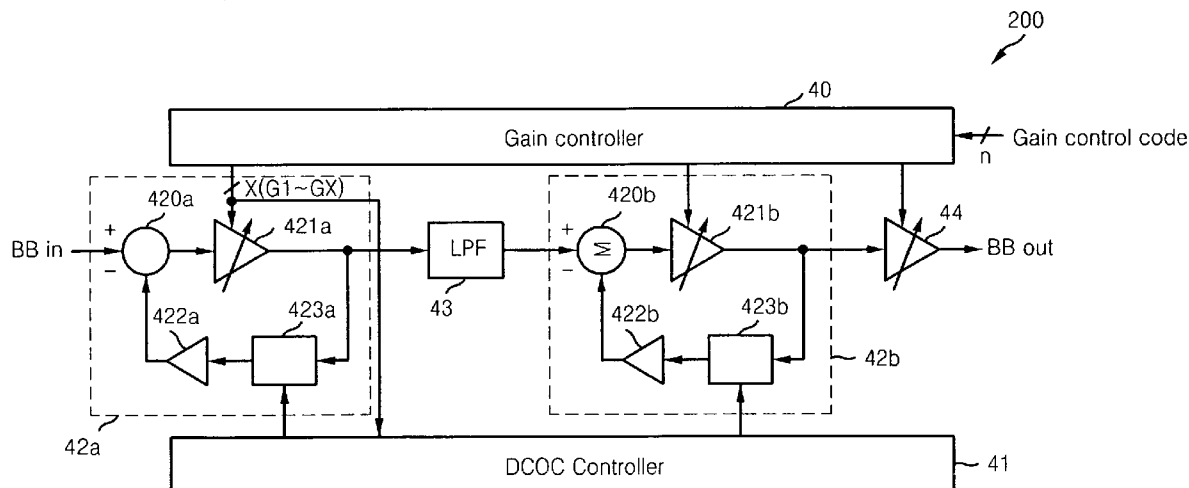 200
40
Gain controller
Gain control code
n
X(G1~GX)
420a
421a
420b
421b
44
BB in
+
−
LPF
43
+
−
M
BB out
422a
423a
422b
423b
42a
42b
DCOC Controller
41